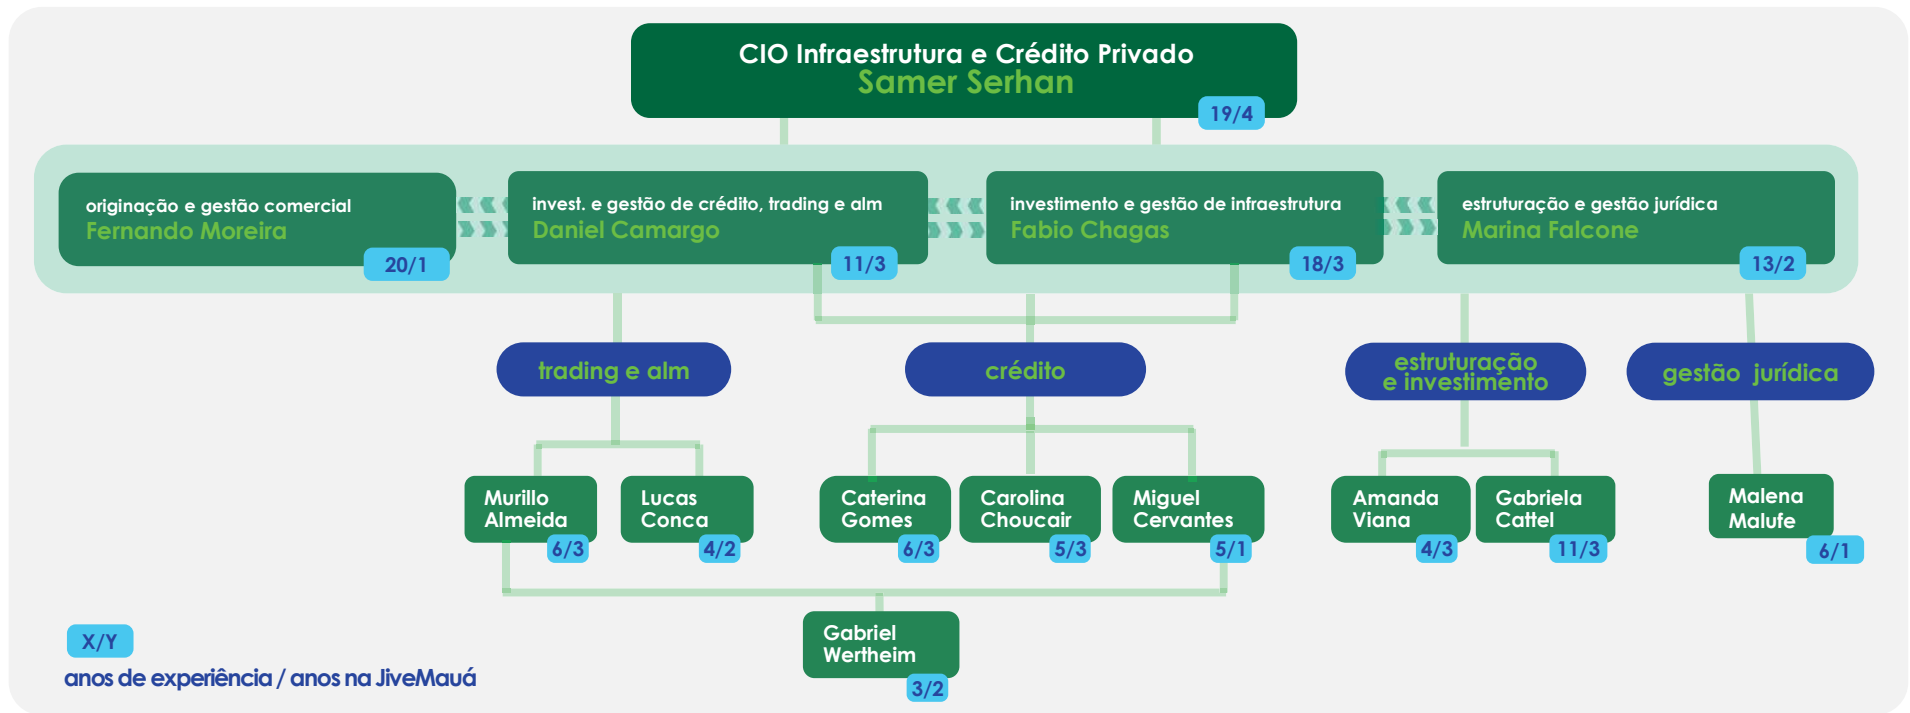 CIO Infraestrutura e Crédito Privado
Samer Serhan
19/4
originação e gestão comercial
Fernando Moreira
20/1
invest. e gestão de crédito, trading e alm
Daniel Camargo
11/3
investimento e gestão de infraestrutura
Fabio Chagas
18/3
estruturação e gestão jurídica
Marina Falcone
13/2
trading e alm
crédito
estruturação
e investimento
gestão jurídica
Murillo
Almeida
6/3
Lucas
Conca
4/2
Caterina
Gomes
6/3
Carolina
Choucair
5/3
Miguel
Cervantes
5/1
Amanda
Viana
4/3
Gabriela
Cattel
11/3
Malena
Malufe
6/1
Gabriel
Wertheim
3/2
X/Y
anos de experiência / anos na JiveMauá